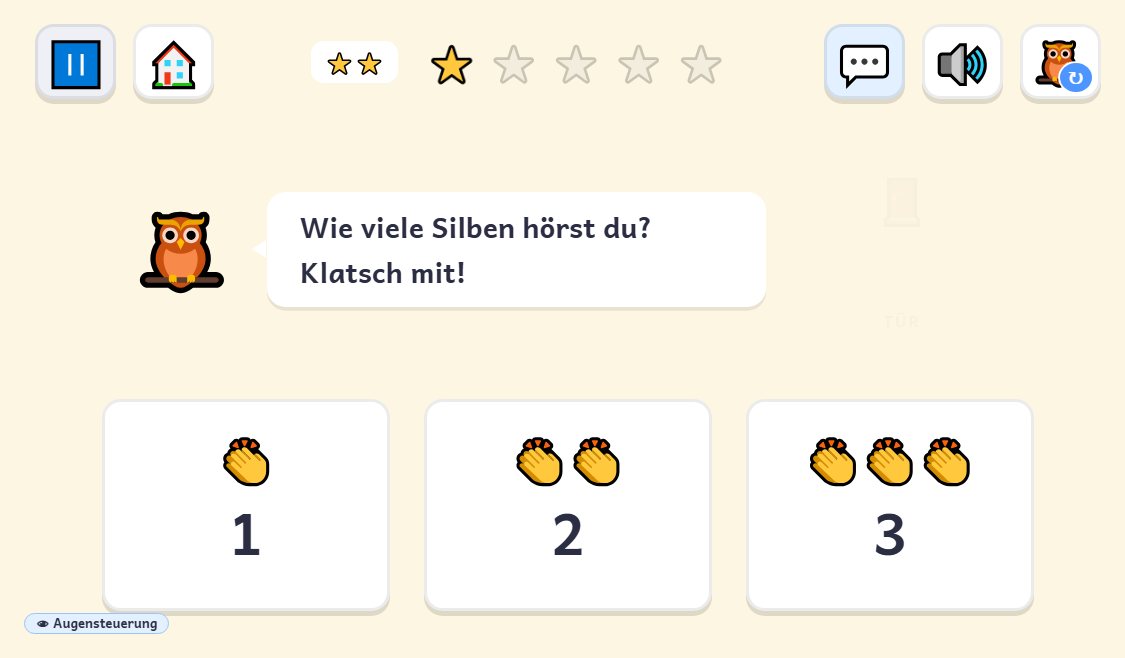 Wie viele Silben hörst du?
Klatsch mit!
TÜR
1
2
3
Augensteuerung